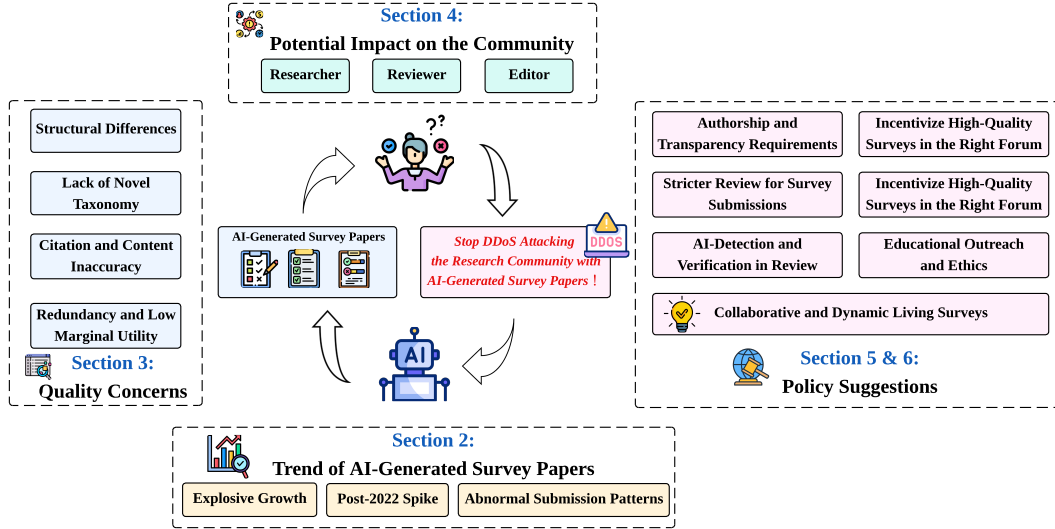 Section 4:
Potential Impact on the Community
Researcher
Reviewer
Editor
Structural Differences
Lack of Novel
Taxonomy
Citation and Content
Inaccuracy
Redundancy and Low
Marginal Utility
Section 3:
Quality Concerns
??
AI-Generated Survey Papers
DDOS
Stop DDoS Attacking
the Research Community with
AI-Generated Survey Papers !
AI
Authorship and
Transparency Requirements
Incentivize High-Quality
Surveys in the Right Forum
Stricter Review for Survey
Submissions
Incentivize High-Quality
Surveys in the Right Forum
AI-Detection and
Verification in Review
Educational Outreach
and Ethics
Collaborative and Dynamic Living Surveys
Section 5 & 6:
Policy Suggestions
Section 2:
Trend of AI-Generated Survey Papers
Explosive Growth
Post-2022 Spike
Abnormal Submission Patterns